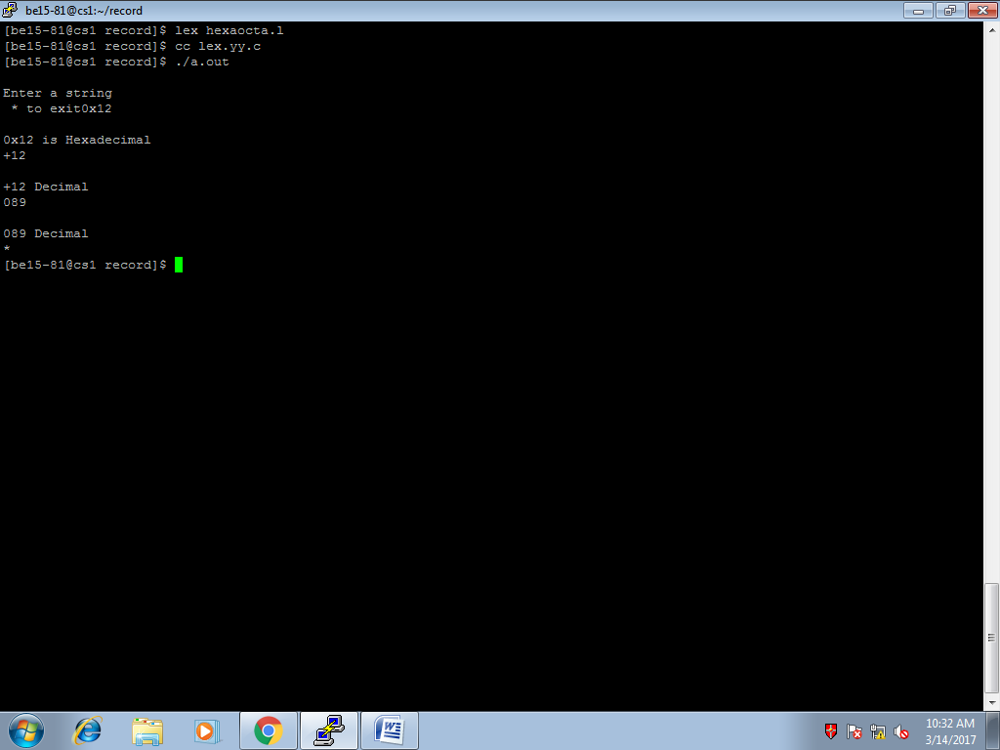 be15-81@cs1:~/record
[be15-81@cs1 record]$ lex hexaocta.l
[be15-81@cs1 record]$ cc lex.yy.c
[be15-81@cs1 record]$ ./a.out
Enter a string
 * to exit0x12
0x12 is Hexadecimal
+12
+12 Decimal
089
089 Decimal
*
[be15-81@cs1 record]$
10:32 AM
3/14/2017